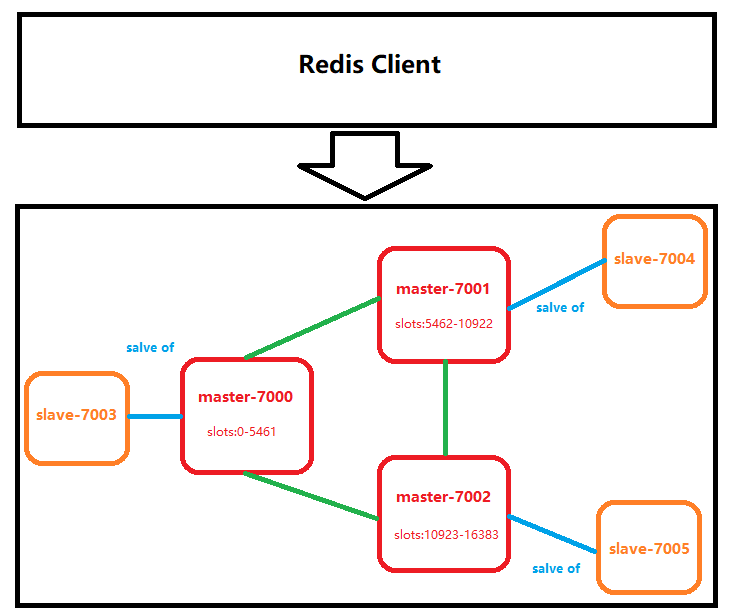 Redis Client
slave-7004
master-7001
salve of
slots:5462-10922
salve of
master-7000
slave-7003
slots:0-5461
master-7002
slots:10923-16383
slave-7005
salve of